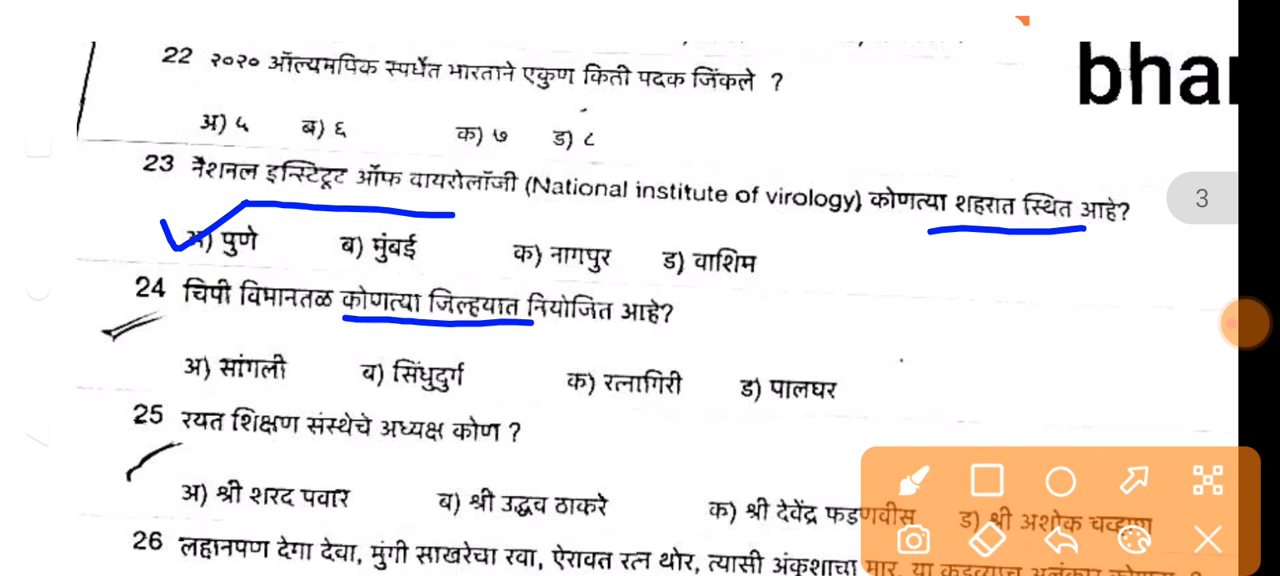 bha
22 २०२० ऑल्यमपिक स्पर्धेत भारताने एकुण किती पदक जिंकले ?
अ) ५ ब) ६ क) ७ ड) ८
23 नैशनल इन्स्टिटूट ऑफ वायरोलॉजी (National institute of virology) कोणत्या शहरात स्थित आहे?
3
अ) पुणे ब) मुंबई क) नागपुर ड) वाशिम
24 चिपी विमानतळ कोणत्या जिल्हयात नियोजित आहे?
अ) सांगली ब) सिंधुदुर्ग क) रत्नागिरी ड) पालघर
25 रयत शिक्षण संस्थेचे अध्यक्ष कोण ?
अ) श्री शरद पवार ब) श्री उद्धव ठाकरे क) श्री देवेंद्र फडणवीस ड) श्री अशोक चव्हाण
26 लहानपण देगा देवा, मुंगी साखरेचा रवा, ऐरावत रत्न थोर, त्यासी अंकुशाचा मार, या